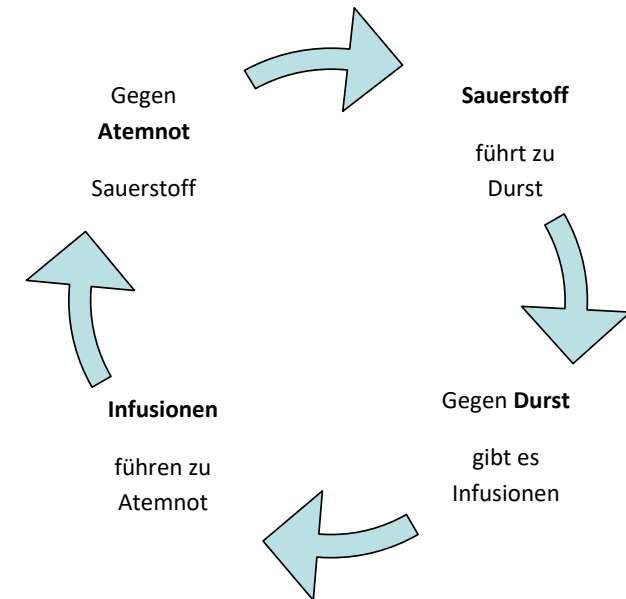 Gegen
Atemnot
Sauerstoff
Sauerstoff
führt zu
Durst
Gegen Durst
gibt es
Infusionen
Infusionen
führen zu
Atemnot